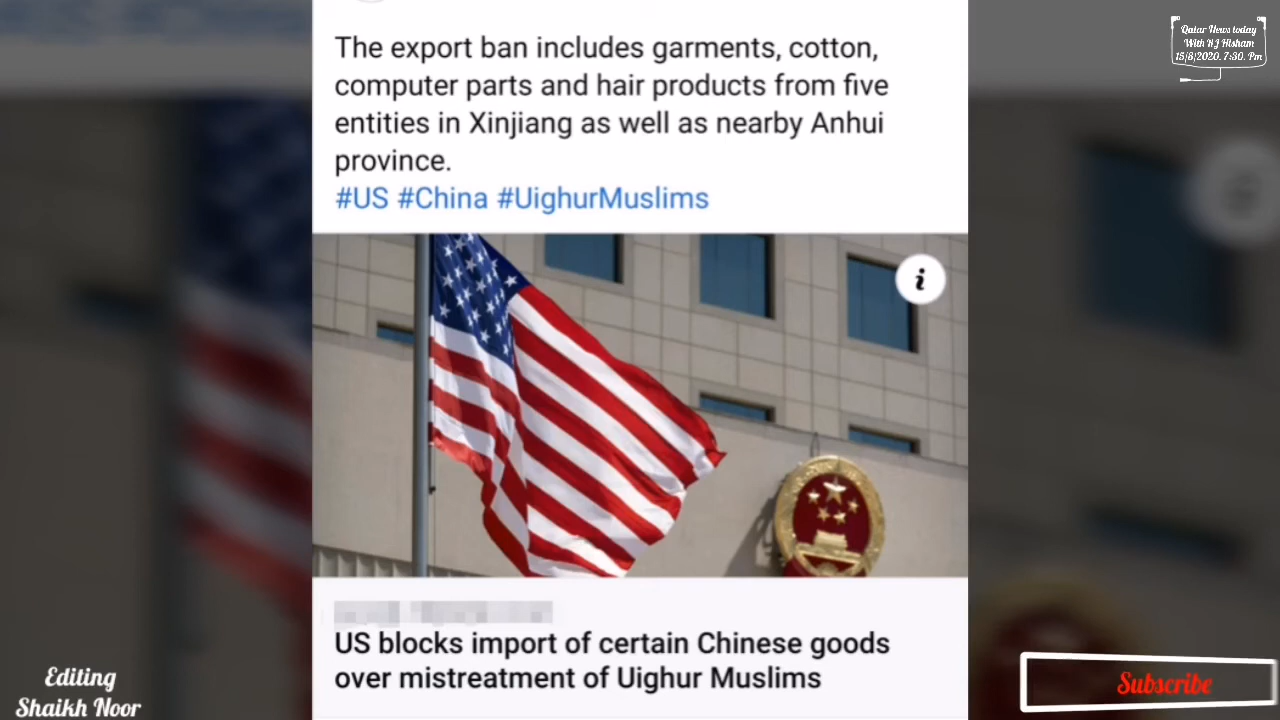 Qatar News today
With NJ Hisham
15/8/2020. 7:30. Pm
The export ban includes garments, cotton,
computer parts and hair products from five
entities in Xinjiang as well as nearby Anhui
province.
#US #China #UighurMuslims
i
US blocks import of certain Chinese goods
over mistreatment of Uighur Muslims
Editing
Shaikh Noor
Subscribe